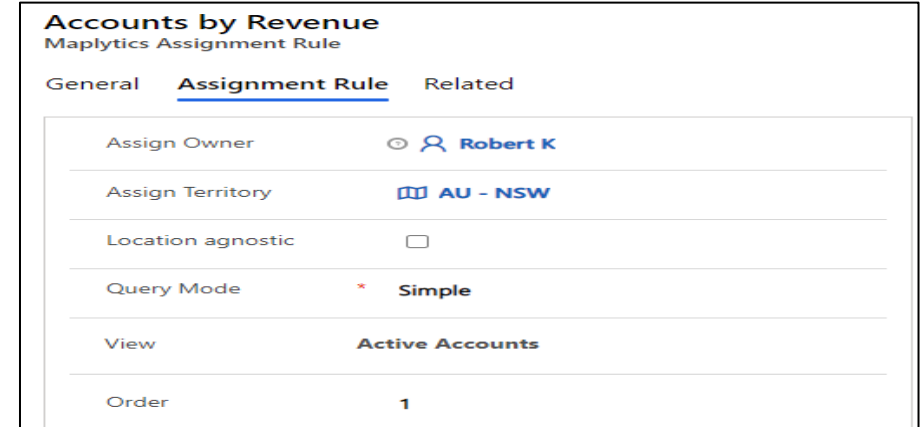 Accounts by Revenue
Maplytics Assignment Rule
General Assignment Rule Related
Assign Owner Robert K
Assign Territory AU - NSW
Location agnostic
Query Mode * Simple
View Active Accounts
Order 1